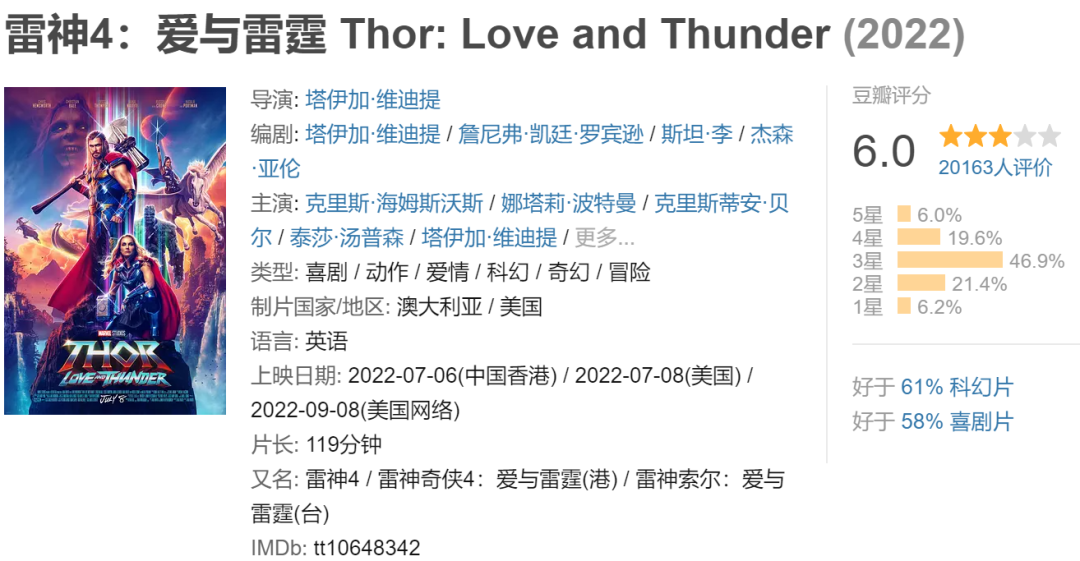 雷神4：爱与雷霆 Thor: Love and Thunder (2022)
导演: 塔伊加·维迪提
编剧: 塔伊加·维迪提 / 詹尼弗·凯廷·罗宾逊 / 斯坦·李 / 杰森
·亚伦
主演: 克里斯·海姆斯沃斯 / 娜塔莉·波特曼 / 克里斯蒂安·贝
尔 / 泰莎·汤普森 / 塔伊加·维迪提 / 更多...
类型: 喜剧 / 动作 / 爱情 / 科幻 / 奇幻 / 冒险
制片国家/地区: 澳大利亚 / 美国
语言: 英语
上映日期: 2022-07-06(中国香港) / 2022-07-08(美国) /
2022-09-08(美国网络)
片长: 119分钟
又名: 雷神4 / 雷神奇侠4：爱与雷霆(港) / 雷神索尔：爱与
雷霆(台)
IMDb: tt10648342
豆瓣评分
6.0
20163人评价
5星 6.0%
4星 19.6%
3星 46.9%
2星 21.4%
1星 6.2%
好于 61% 科幻片
好于 58% 喜剧片
MARVEL STUDIOS
THOR
LOVE AND THUNDER
JULY 8